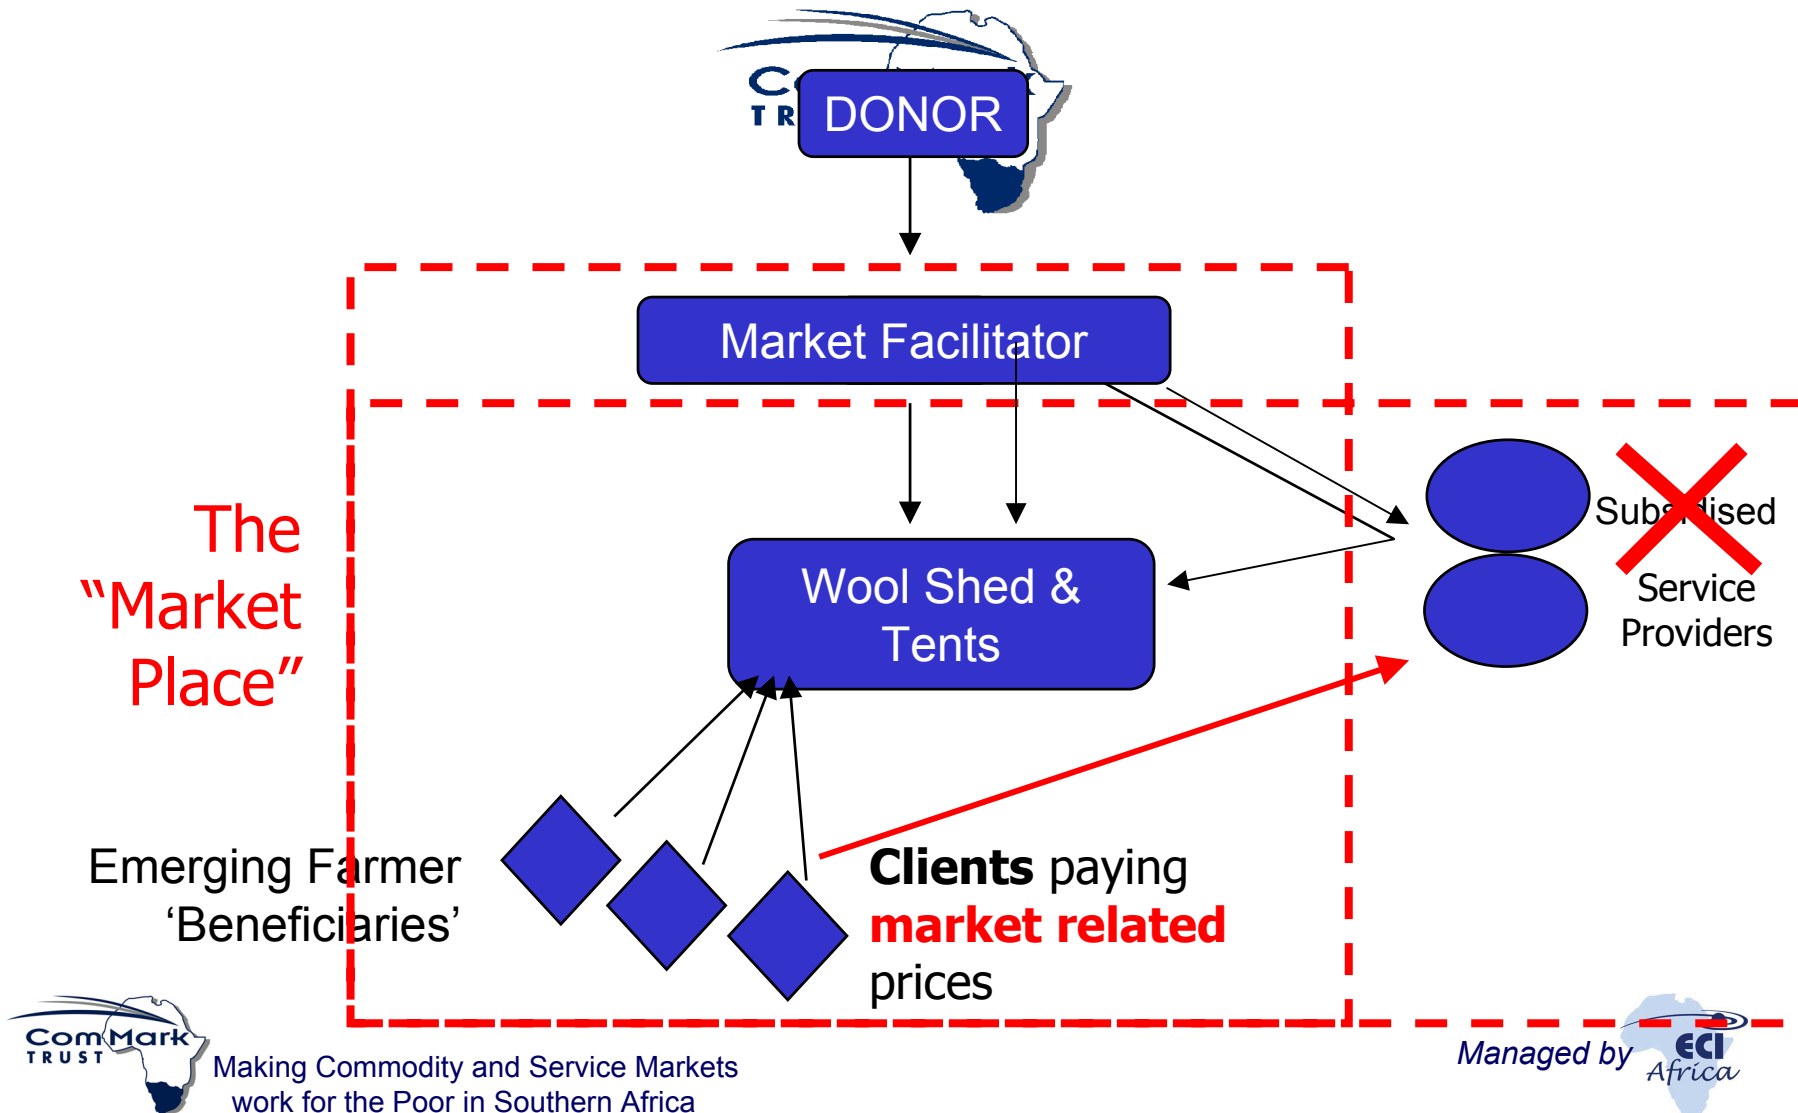 DONOR
Market Facilitator
The
“Market
Place”
Subsidised
Service
Providers
Wool Shed &
Tents
Emerging Farmer
‘Beneficiaries’
Clients paying
market related
prices
ComMark
TRUST
Making Commodity and Service Markets
work for the Poor in Southern Africa
Managed by
ECI
Africa